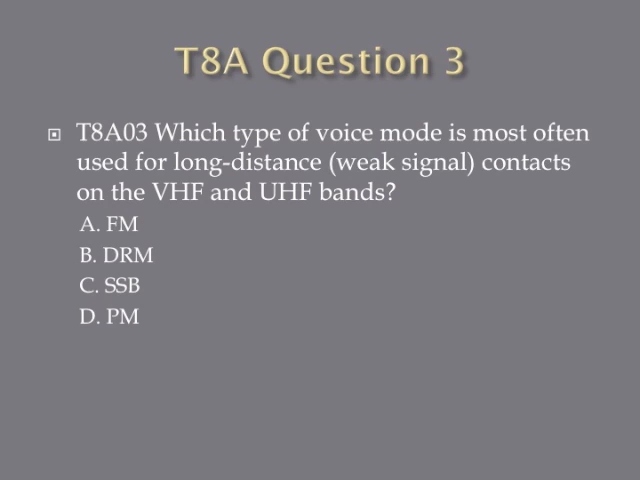 T8A Question 3
T8A03 Which type of voice mode is most often
used for long-distance (weak signal) contacts
on the VHF and UHF bands?
A. FM
B. DRM
C. SSB
D. PM